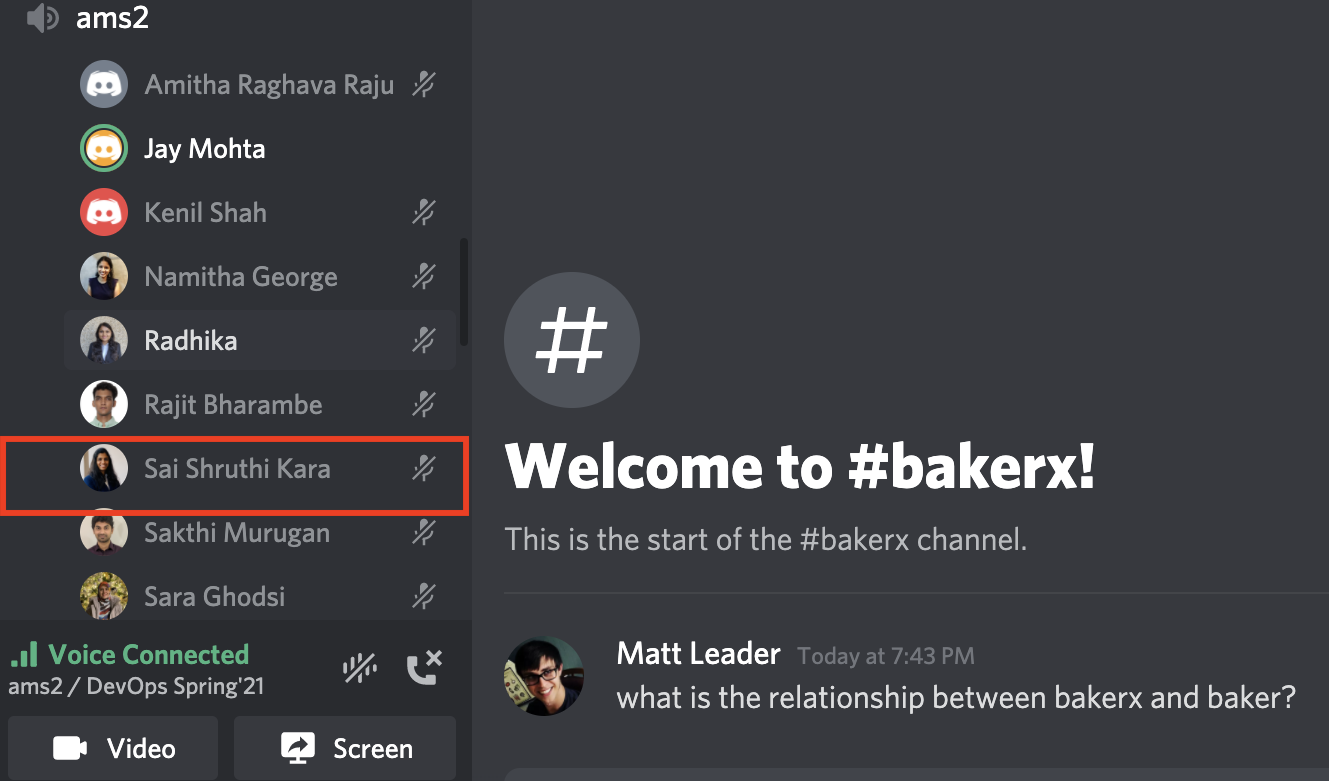 ams2
Amitha Raghava Raju
Jay Mohta
Kenil Shah
Namitha George
Radhika
Rajit Bharambe
Sai Shruthi Kara
Sakthi Murugan
Sara Ghodsi
Voice Connected
ams2 / DevOps Spring'21
Video
Screen
#
Welcome to #bakerx!
This is the start of the #bakerx channel.
Matt Leader Today at 7:43 PM
what is the relationship between bakerx and baker?